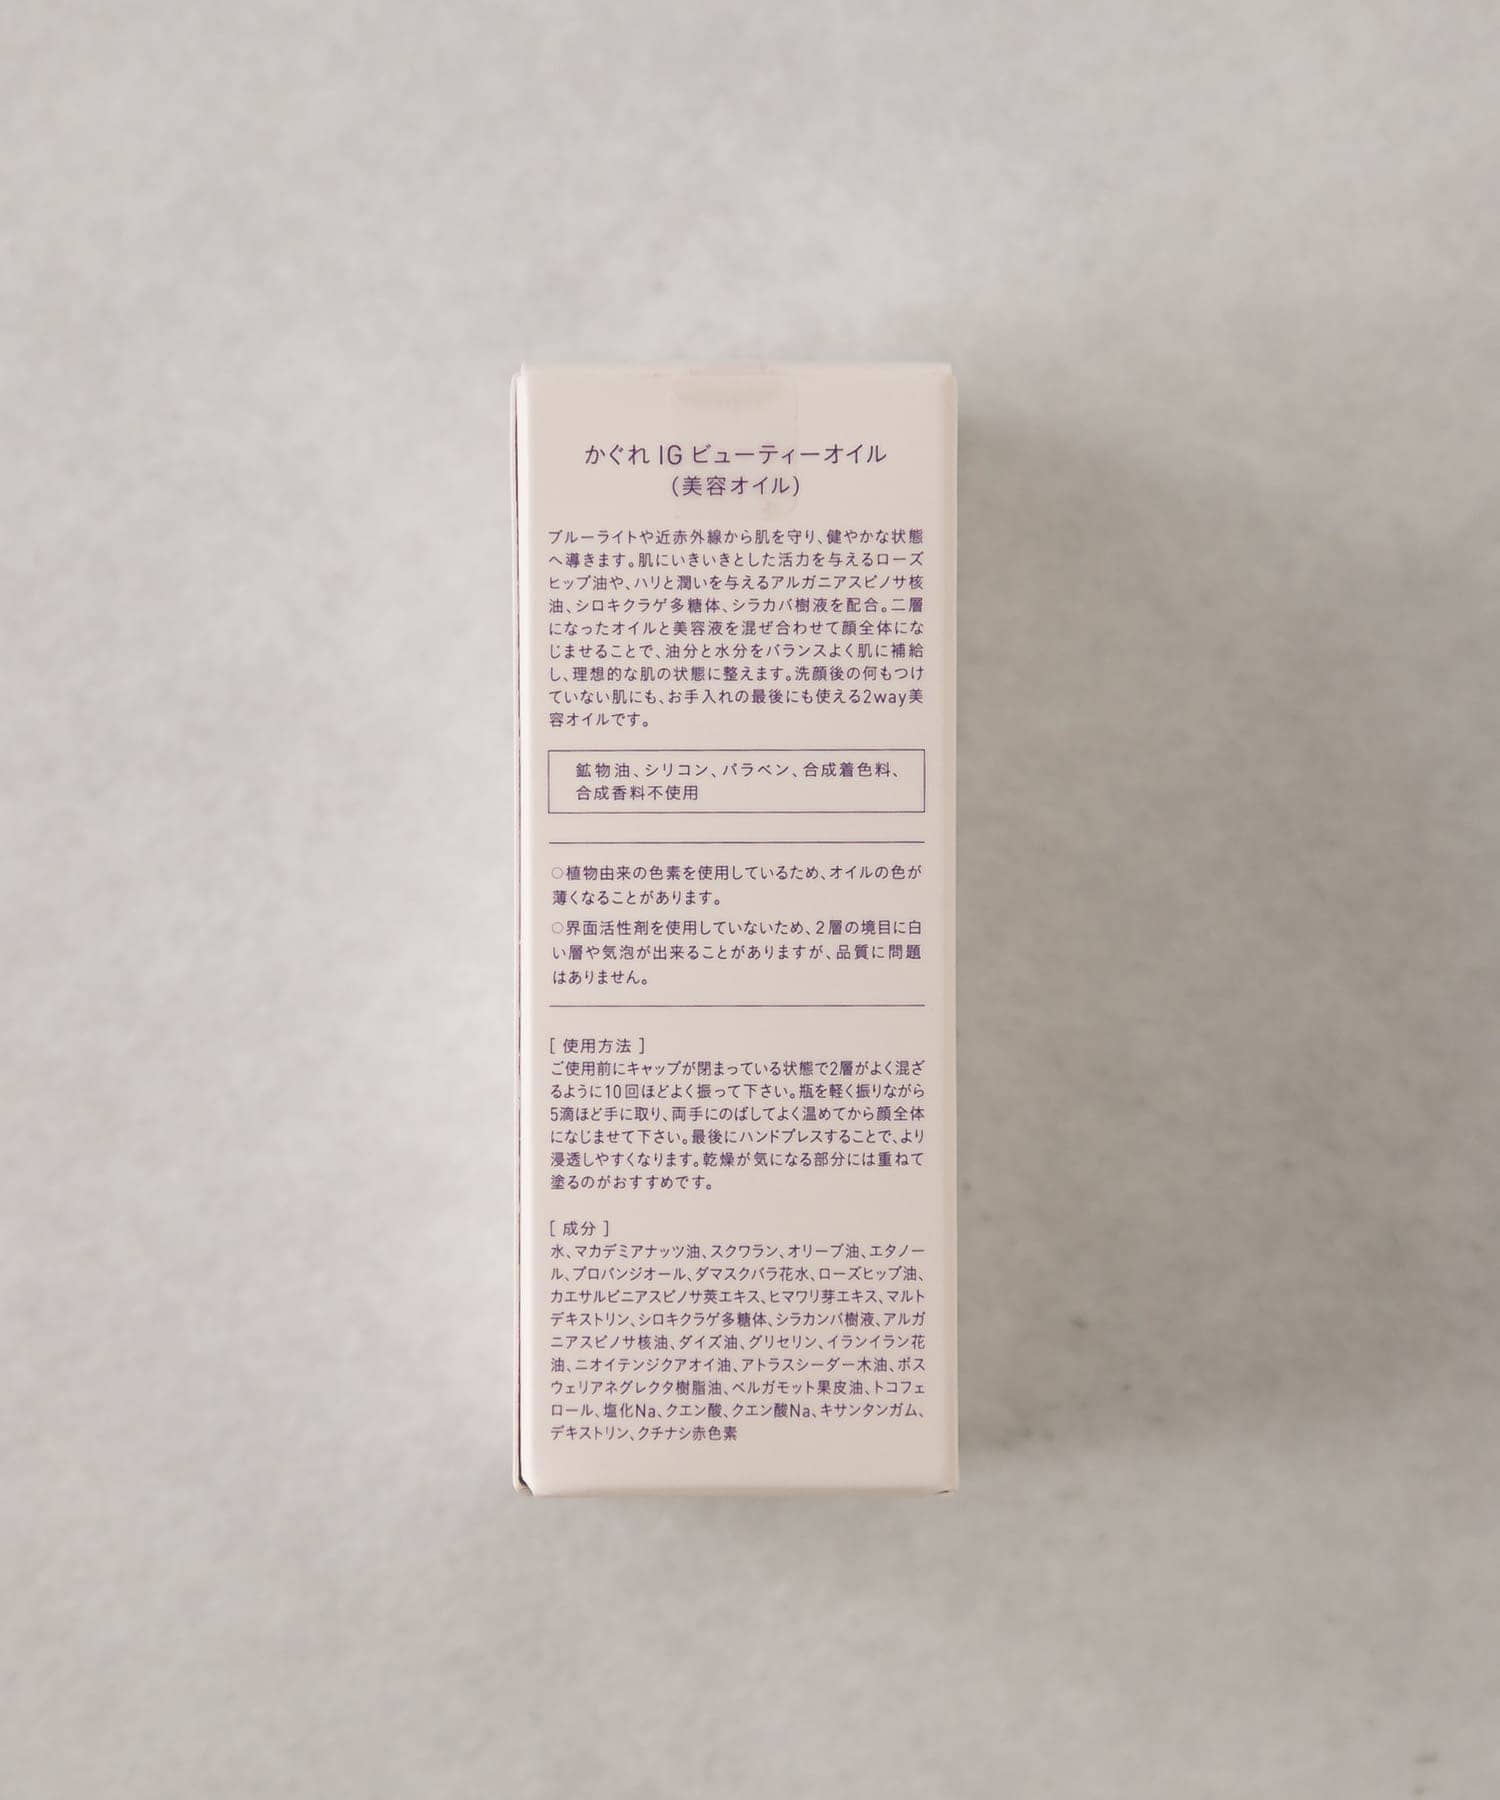 かぐれ IG ビューティーオイル
(美容オイル)
ブルーライトや近赤外線から肌を守り、健やかな状態
へ導きます。肌にいきいきとした活力を与えるローズ
ヒップ油や、ハリと潤いを与えるアルガニアスピノサ核
油、シロキクラゲ多糖体、シラカバ樹液を配合。二層
になったオイルと美容液を混ぜ合わせて顔全体にな
じませることで、油分と水分をバランスよく肌に補給
し、理想的な肌の状態に整えます。洗顔後の何もつけ
ていない肌にも、お手入れの最後にも使える2way美
容オイルです。
鉱物油、シリコン、パラベン、合成着色料、
合成香料不使用
○植物由来の色素を使用しているため、オイルの色が
薄くなることがあります。
○界面活性剤を使用していないため、2層の境目に白
い層や気泡が出来ることがありますが、品質に問題
はありません。
[ 使用方法 ]
ご使用前にキャップが閉まっている状態で2層がよく混ざ
るように10回ほどよく振って下さい。瓶を軽く振りながら
5滴ほど手に取り、両手にのばしてよく温めてから顔全体
になじませて下さい。最後にハンドプレスすることで、より
浸透しやすくなります。乾燥が気になる部分には重ねて
塗るのがおすすめです。
[ 成分 ]
水、マカデミアナッツ油、スクワラン、オリーブ油、エタノー
ル、プロパンジオール、ダマスクバラ花水、ローズヒップ油、
カエサルピニアスピノサ莢エキス、ヒマワリ芽エキス、マルト
デキストリン、シロキクラゲ多糖体、シラカンバ樹液、アルガ
ニアスピノサ核油、ダイズ油、グリセリン、イランイラン花
油、ニオイテンジクアオイ油、アトラスシーダー木油、ボス
ウェリアネグレクタ樹脂油、ベルガモット果皮油、トコフェ
ロール、塩化Na、クエン酸、クエン酸Na、キサンタンガム、
デキストリン、クチナシ赤色素